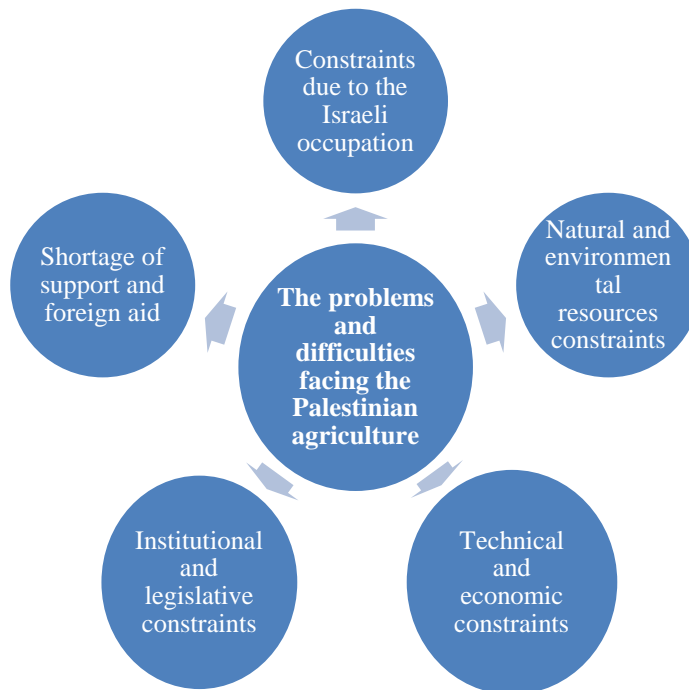 Constraints
due to the
Israeli
occupation
Shortage of
support and
foreign aid
The problems
and
difficulties
facing the
Palestinian
agriculture
Natural and
environmen
tal
resources
constraints
Institutional
and
legislative
constraints
Technical
and
economic
constraints